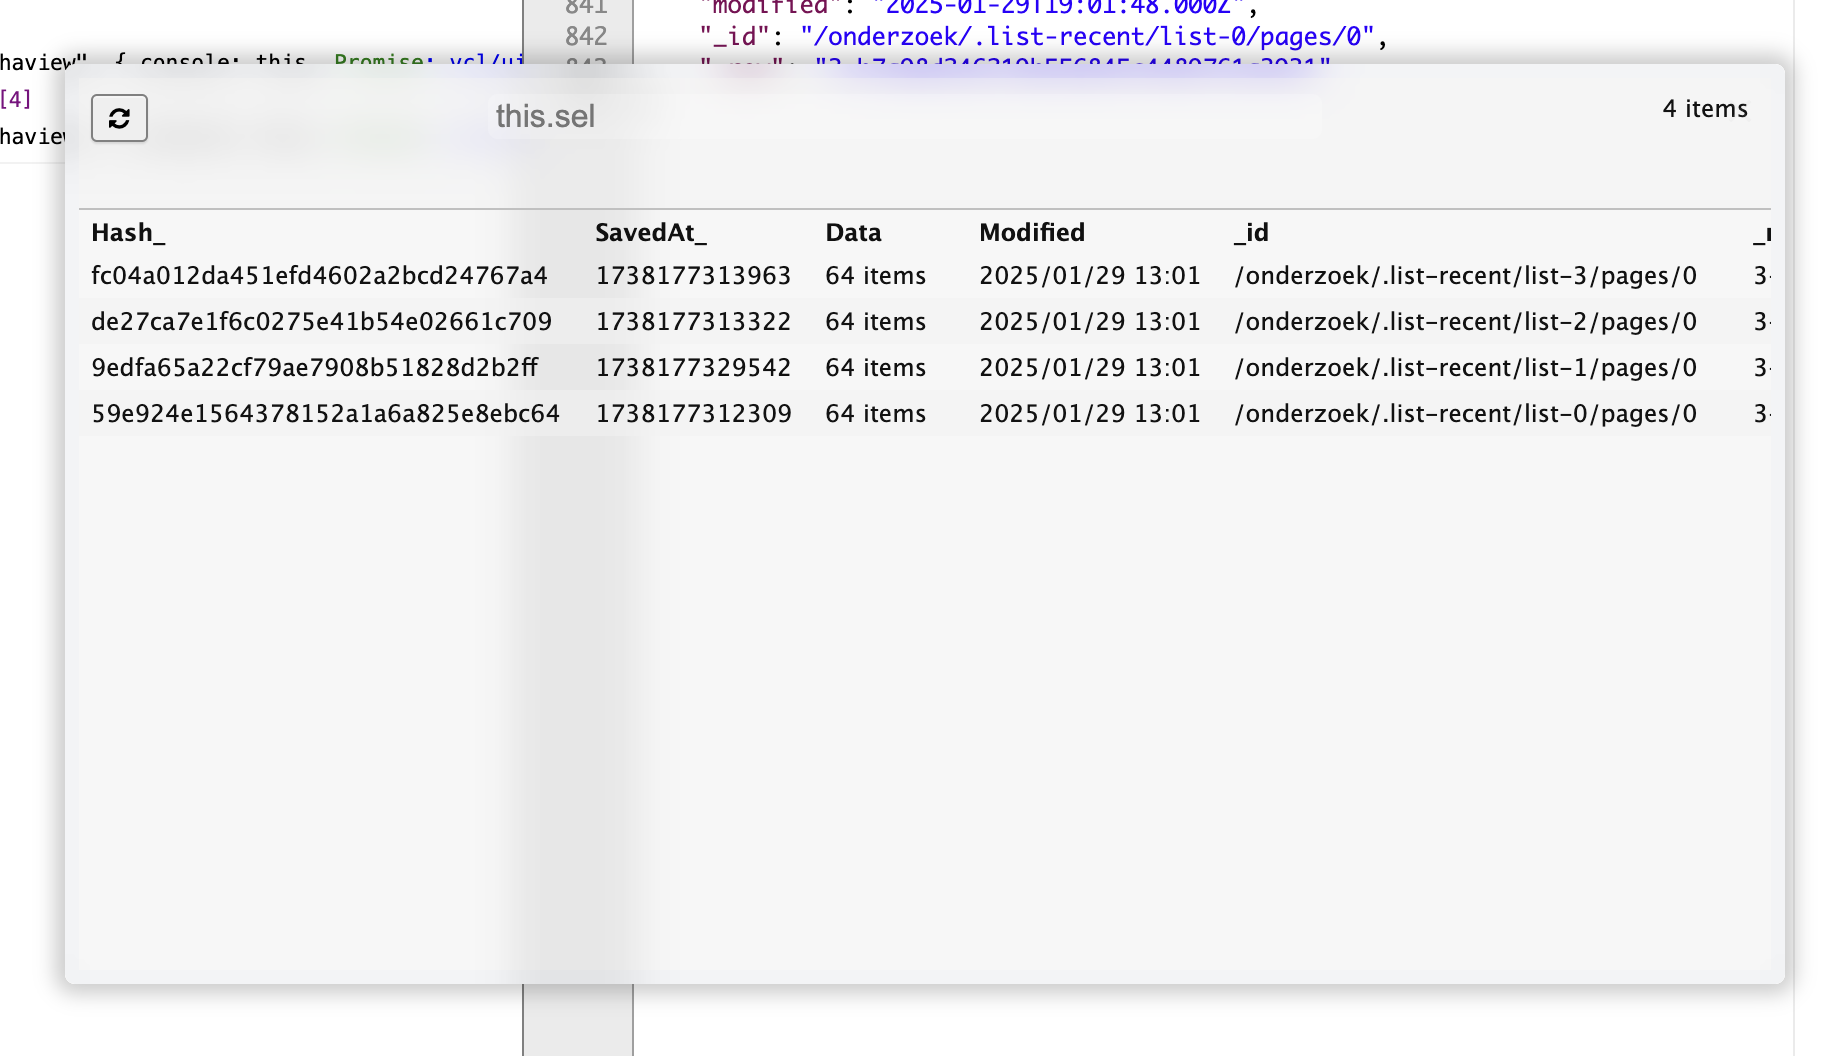 841 "modified": "2025-01-29T19:01:48.000Z",
842 "_id": "/onderzoek/.list-recent/list-0/pages/0",
haview", { console: this, Promise: vcl/ui
[4]
haview
this.sel
4 items
Hash_ SavedAt_ Data Modified _id
fc04a012da451efd4602a2bcd24767a4 1738177313963 64 items 2025/01/29 13:01 /onderzoek/.list-recent/list-3/pages/0 3-
de27ca7e1f6c0275e41b54e02661c709 1738177313322 64 items 2025/01/29 13:01 /onderzoek/.list-recent/list-2/pages/0 3-
9edfa65a22cf79ae7908b51828d2b2ff 1738177329542 64 items 2025/01/29 13:01 /onderzoek/.list-recent/list-1/pages/0 3-
59e924e1564378152a1a6a825e8ebc64 1738177312309 64 items 2025/01/29 13:01 /onderzoek/.list-recent/list-0/pages/0 3-